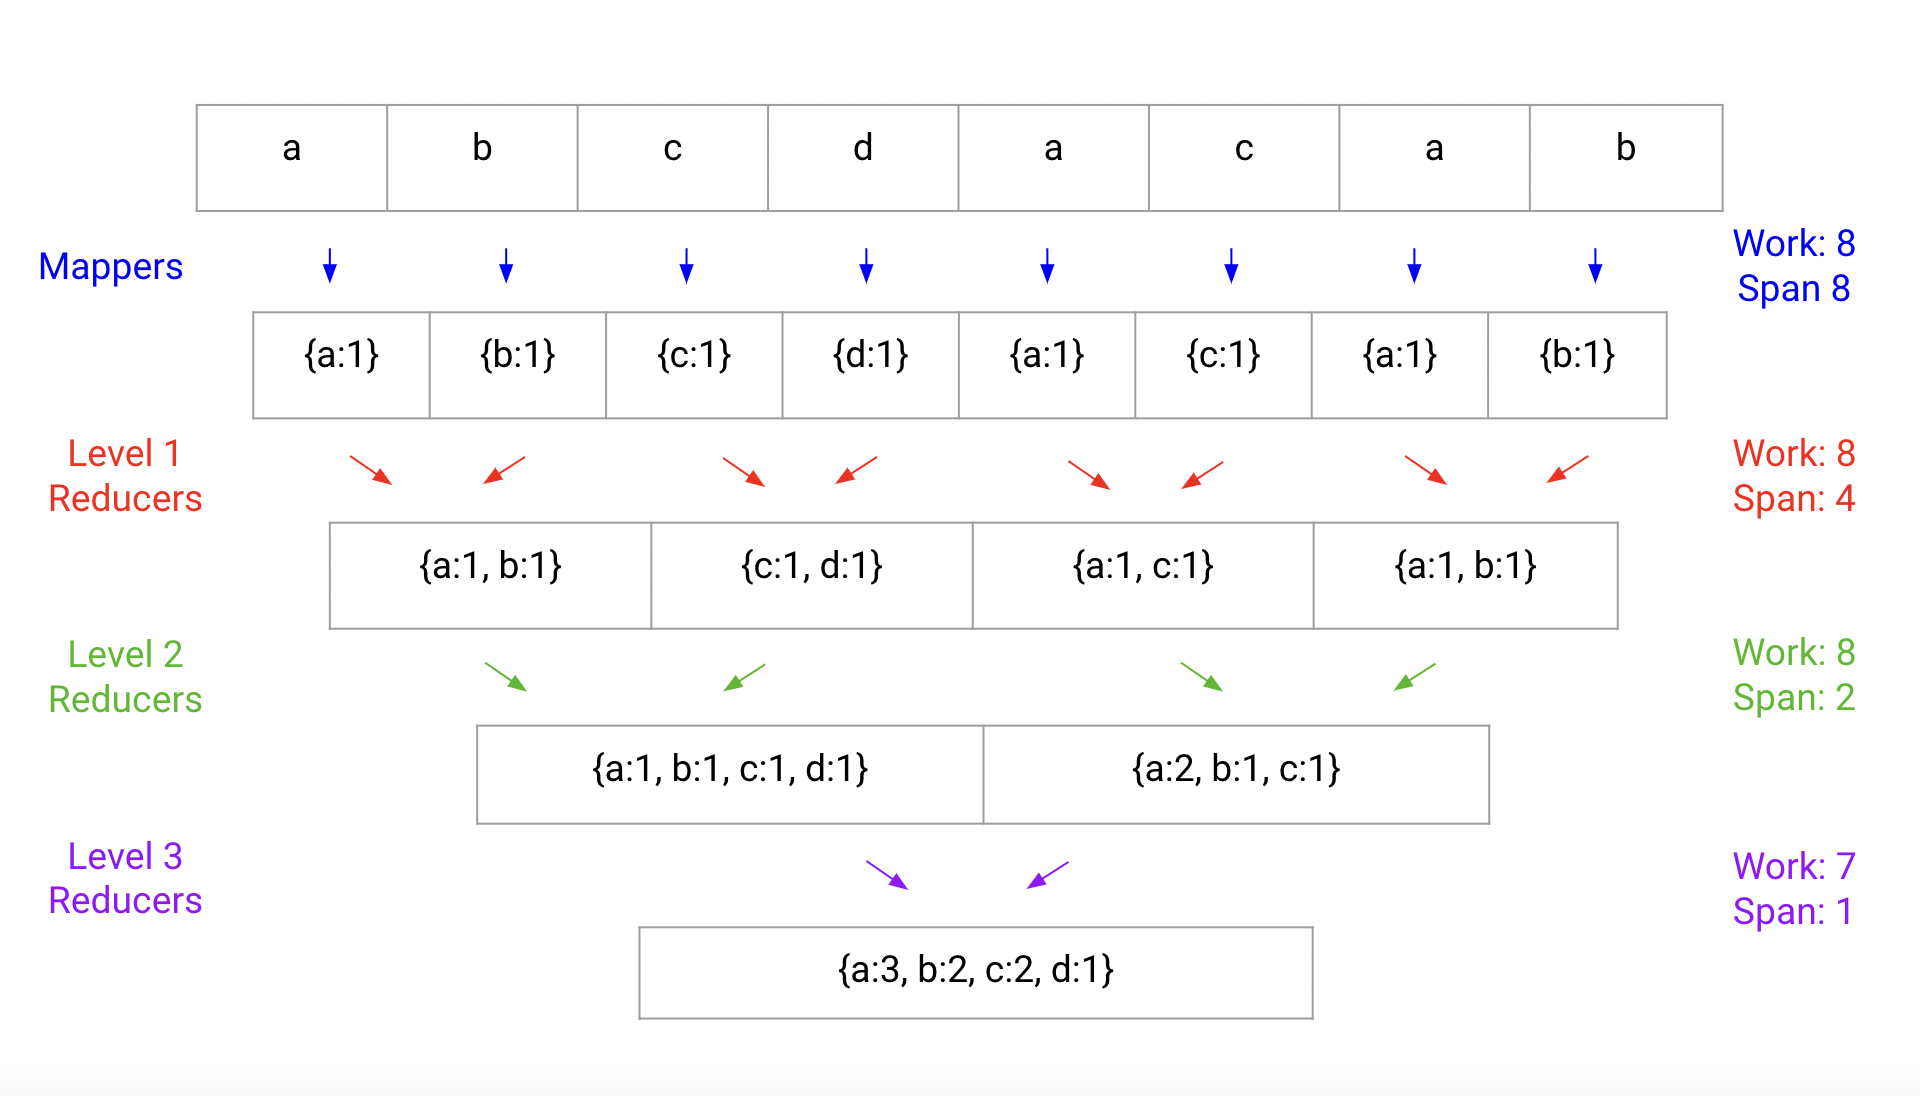 a b c d a c a b
Mappers
Work: 8
Span 8
{a:1} {b:1} {c:1} {d:1} {a:1} {c:1} {a:1} {b:1}
Level 1
Reducers
Work: 8
Span: 4
{a:1, b:1} {c:1, d:1} {a:1, c:1} {a:1, b:1}
Level 2
Reducers
Work: 8
Span: 2
{a:1, b:1, c:1, d:1} {a:2, b:1, c:1}
Level 3
Reducers
Work: 7
Span: 1
{a:3, b:2, c:2, d:1}